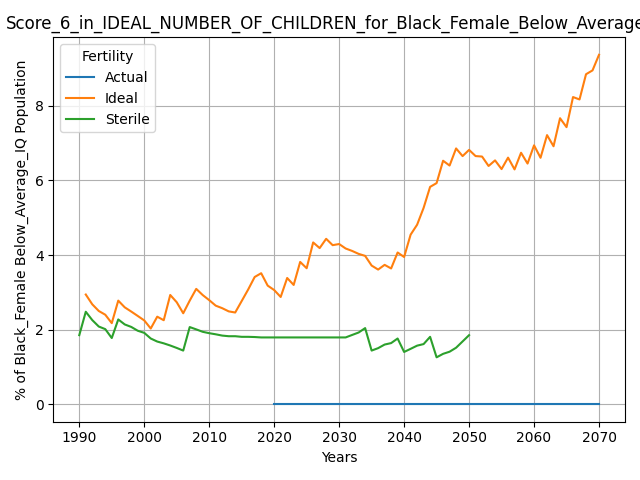 Score_6_in_IDEAL_NUMBER_OF_CHILDREN_for_Black_Female_Below_Average
Fertility
Actual
Ideal
Sterile
% of Black_Female Below_Average_IQ Population
8
6
4
2
0
1990 2000 2010 2020 2030 2040 2050 2060 2070
Years